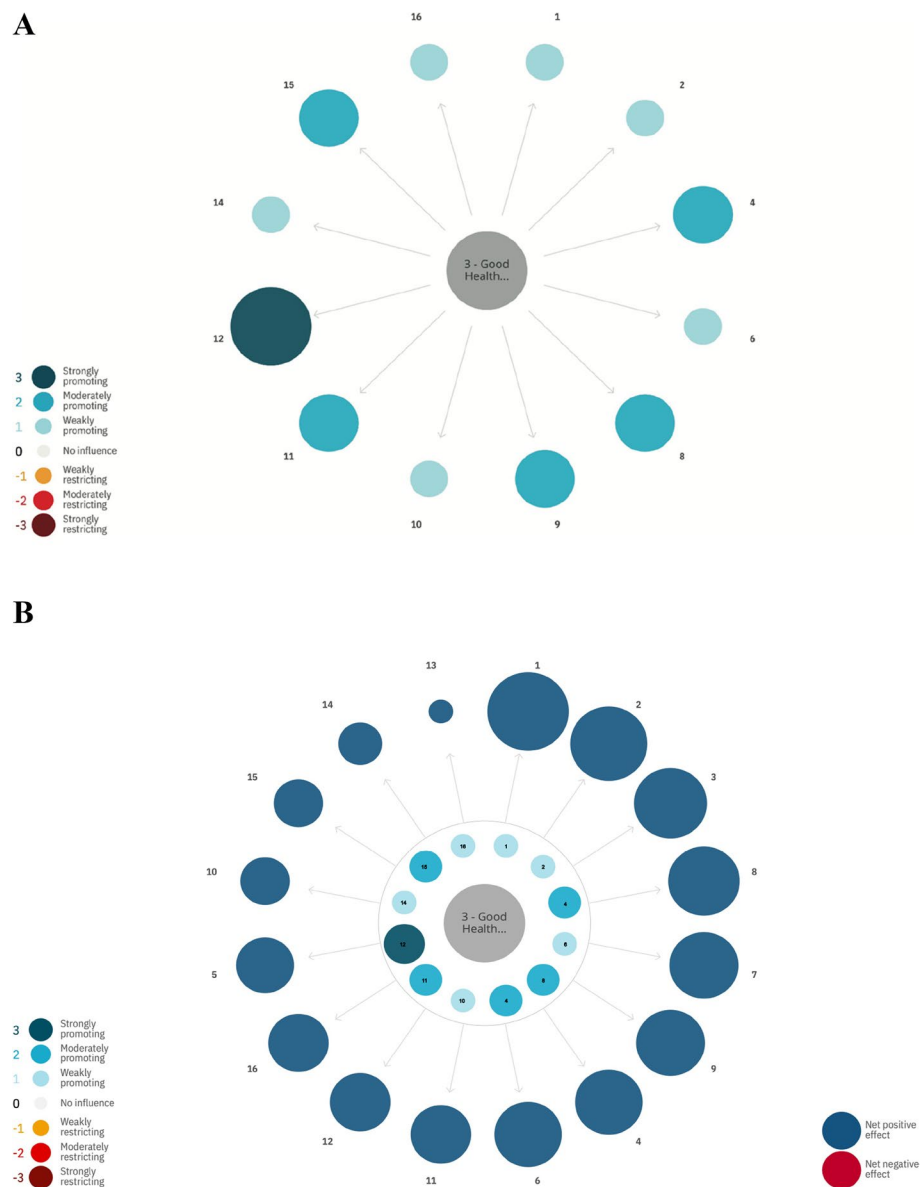 A
16
1
15
2
14
4
3 - Good
Health...
12
6
11
8
10
9
3 Strongly
promoting
2 Moderately
promoting
1 Weakly
promoting
0 No influence
-1 Weakly
restricting
-2 Moderately
restricting
-3 Strongly
restricting
B
13
1
14
2
15
3
10
8
5
7
16
9
12
4
11
6
16
1
15
2
14
4
3 - Good
Health...
12
6
11
8
10
4
3 Strongly
promoting
2 Moderately
promoting
1 Weakly
promoting
0 No influence
-1 Weakly
restricting
-2 Moderately
restricting
-3 Strongly
restricting
Net positive
effect
Net negative
effect